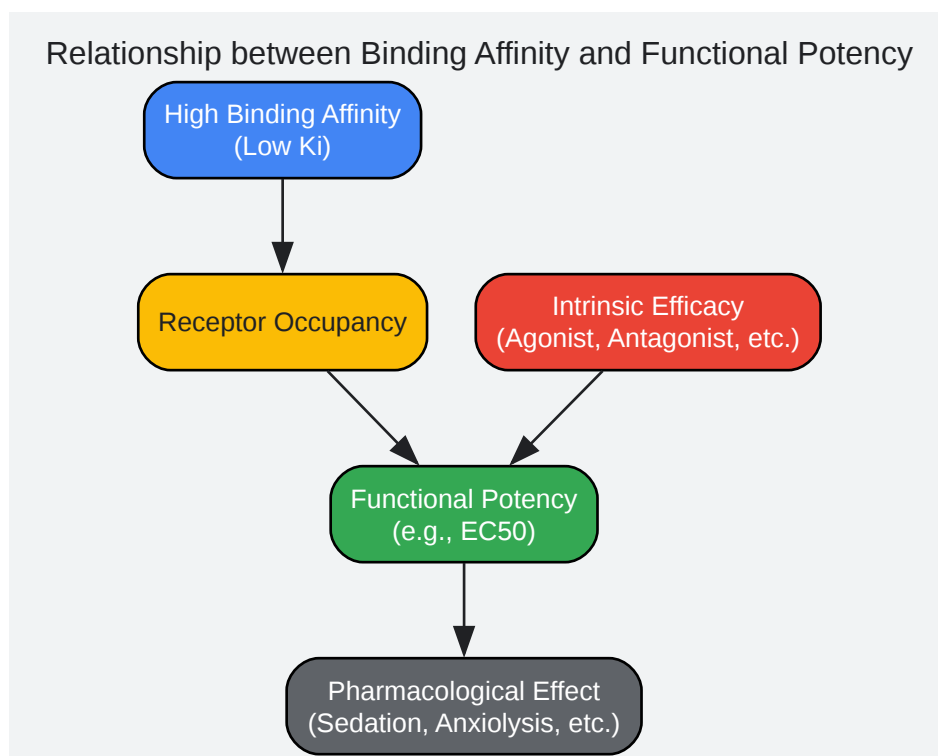 Relationship between Binding Affinity and Functional Potency
High Binding Affinity
(Low Ki)
Receptor Occupancy
Intrinsic Efficacy
(Agonist, Antagonist, etc.)
Functional Potency
(e.g., EC50)
Pharmacological Effect
(Sedation, Anxiolysis, etc.)